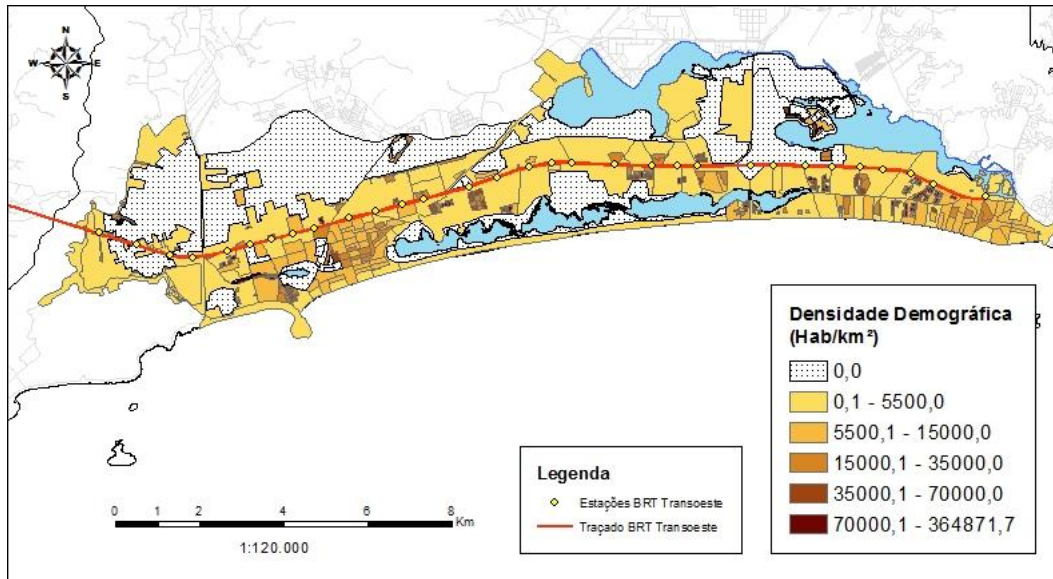 N
W E
S
Densidade Demográfica
(Hab/km²)
0,0
0,1 - 5500,0
5500,1 - 15000,0
15000,1 - 35000,0
35000,1 - 70000,0
70000,1 - 364871,7
Legenda
Estações BRT Transoeste
Traçado BRT Transoeste
0 2 4 6 8
Km
1:120.000